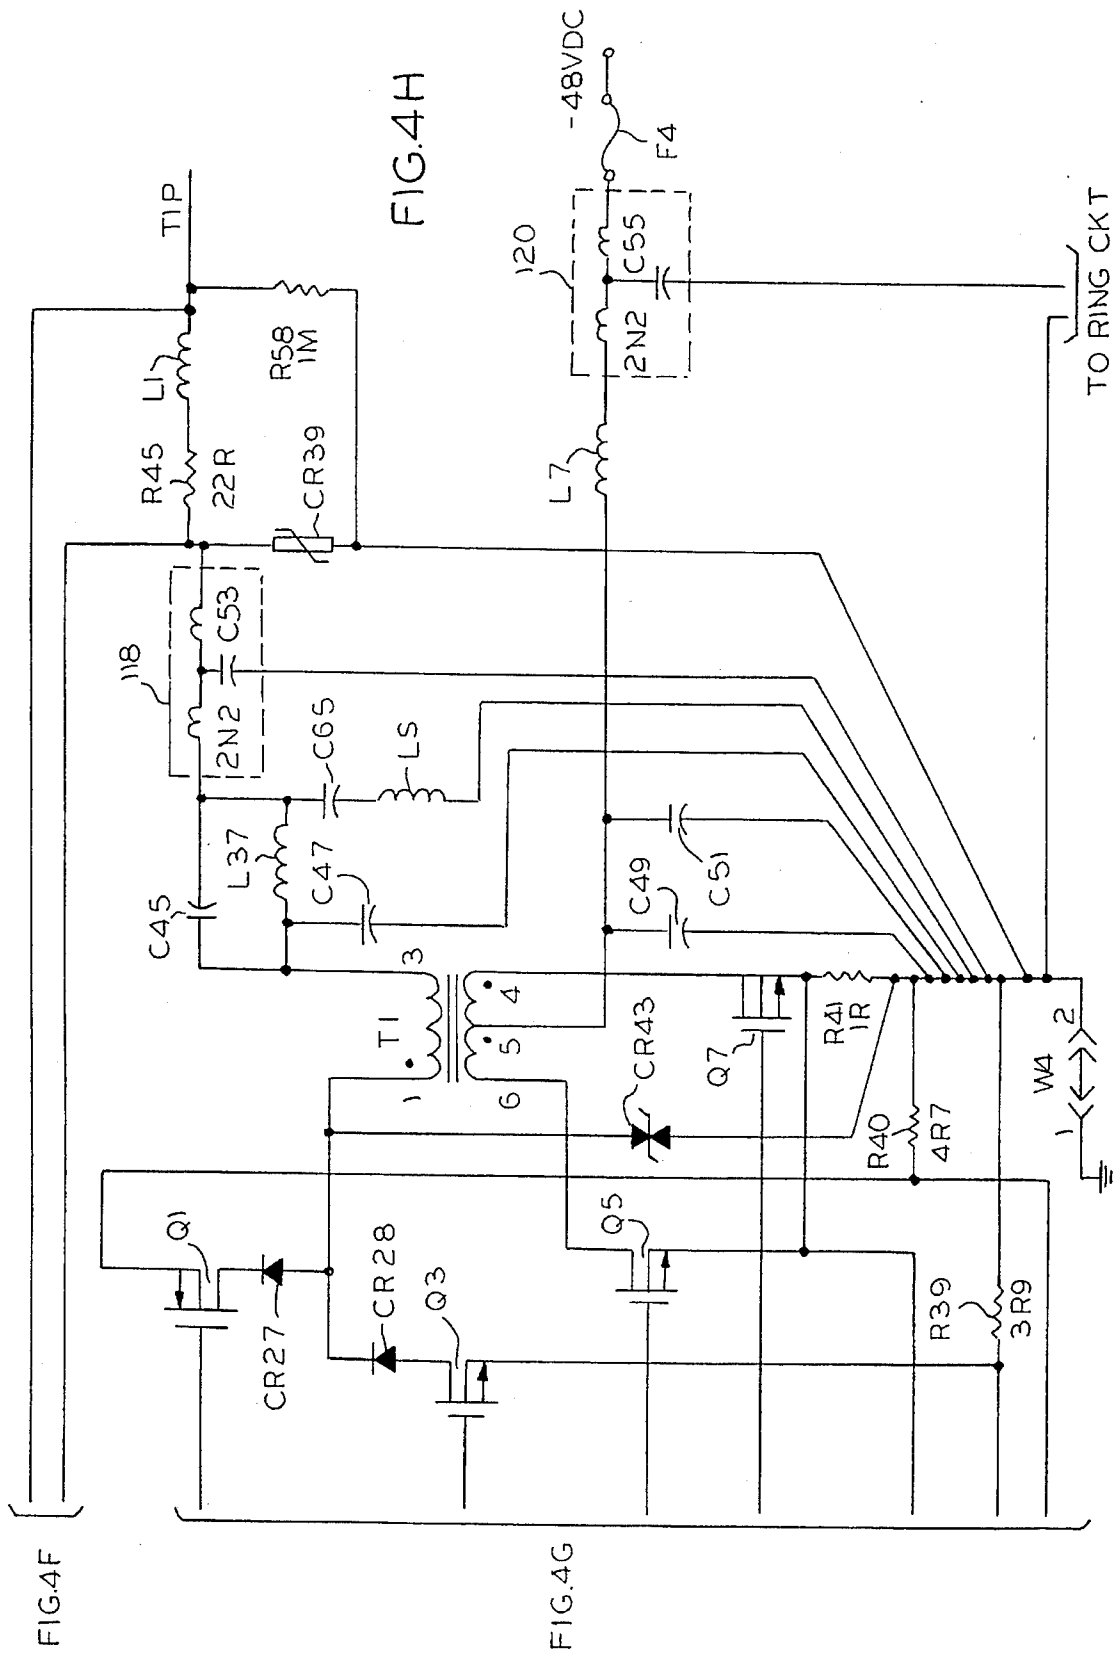 FIG.4F
FIG.4G
FIG.4H
TIP
L1
R45
22R
R58
1M
CR39
118
2N2
C53
C65
LS
L37
C47
C45
-48VDC
F4
120
2N2
C55
L7
TO RING CKT
C51
C49
T1
1
3
6
5
4
Q1
CR27
CR28
Q3
Q5
CR43
Q7
R41
1R
R40
4R7
R39
3R9
W4
1
2